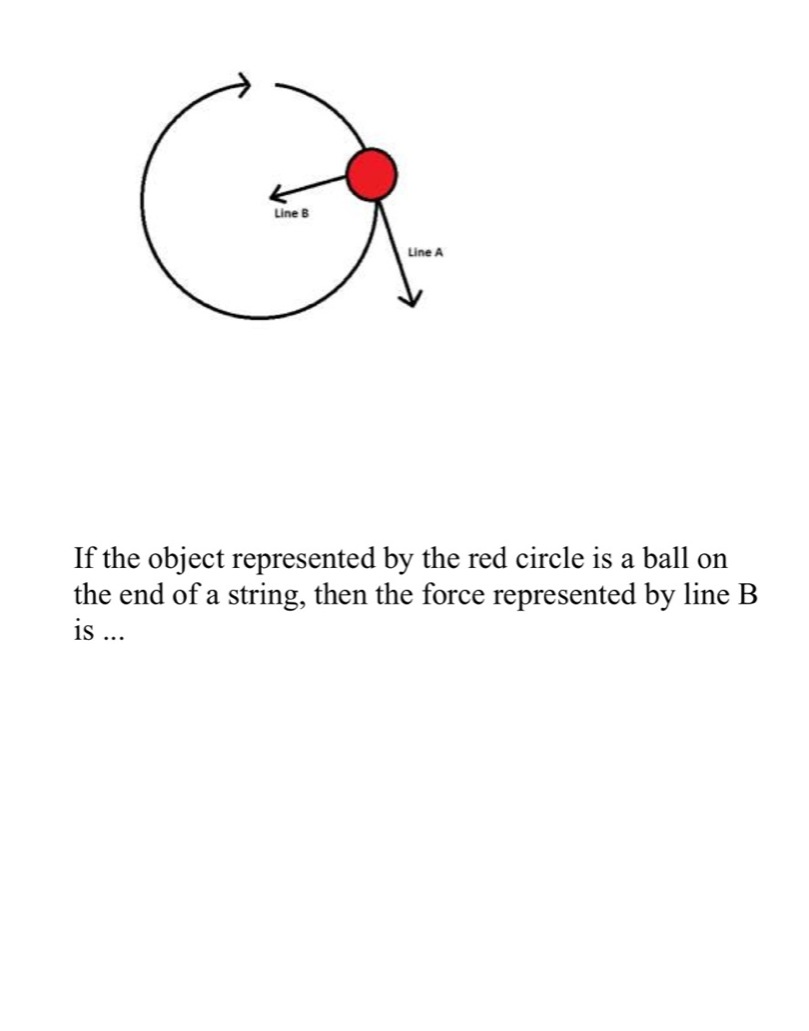 Line B
Line A
If the object represented by the red circle is a ball on
the end of a string, then the force represented by line B
is ...